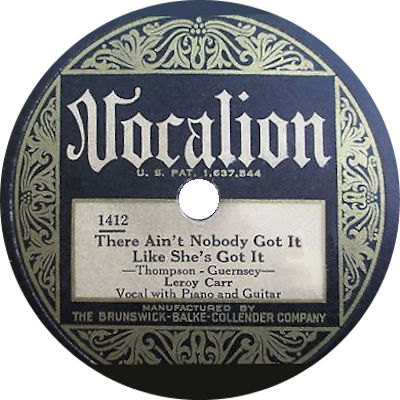 Vocalion
U. S. PAT. 1,637,544
1412
There Ain't Nobody Got It
Like She's Got It
—Thompson - Guernsey—
Leroy Carr
Vocal with Piano and Guitar
MANUFACTURED BY
THE BRUNSWICK-BALKE-COLLENDER COMPANY